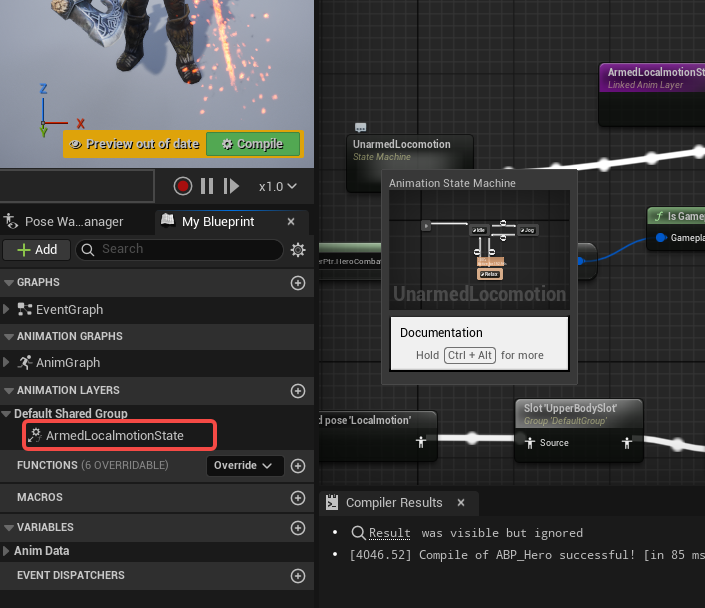 Z
X
Y
Preview out of date
Compile
x1.0
Pose Wa...anager
My Blueprint
Add
Search
GRAPHS
EventGraph
ANIMATION GRAPHS
AnimGraph
ANIMATION LAYERS
Default Shared Group
ArmedLocalmotionState
FUNCTIONS (6 OVERRIDABLE)
Override
MACROS
VARIABLES
Anim Data
EVENT DISPATCHERS
ArmedLocalmotionSt
Linked Anim Layer
UnarmedLocomotion
State Machine
Animation State Machine
Idle
Jog
Relax
UnarmedLocomotion
Documentation
Hold Ctrl + Alt for more
f Is Gamep
Gamepla
erPtr.HeroCombat
d pose 'Localmotion'
Slot 'UpperBodySlot'
Group 'DefaultGroup'
Source
Compiler Results
Result was visible but ignored
[4046.52] Compile of ABP_Hero successful! [in 85 ms